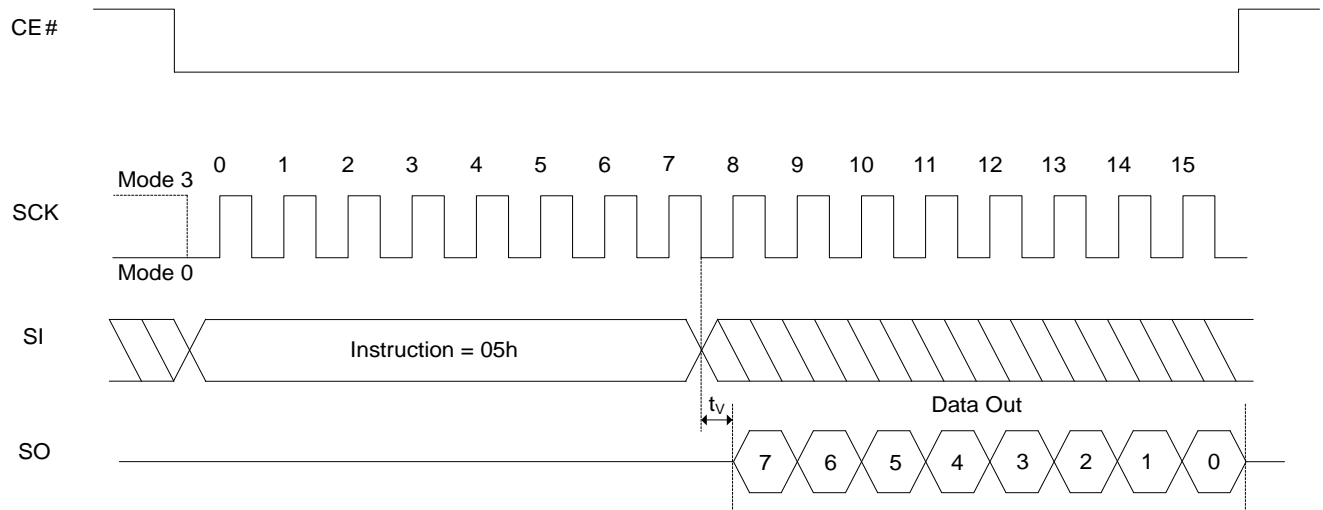 CE#
0 1 2 3 4 5 6 7 8 9 10 11 12 13 14 15
Mode 3
SCK
Mode 0
SI
Instruction = 05h
tV
Data Out
SO
7 6 5 4 3 2 1 0